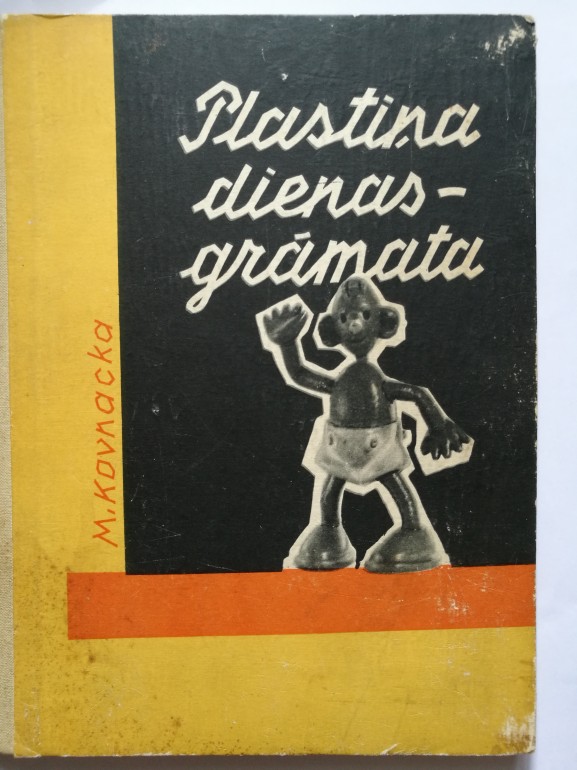 Plastiņa
dienas-
grāmata
M. Kovnacka